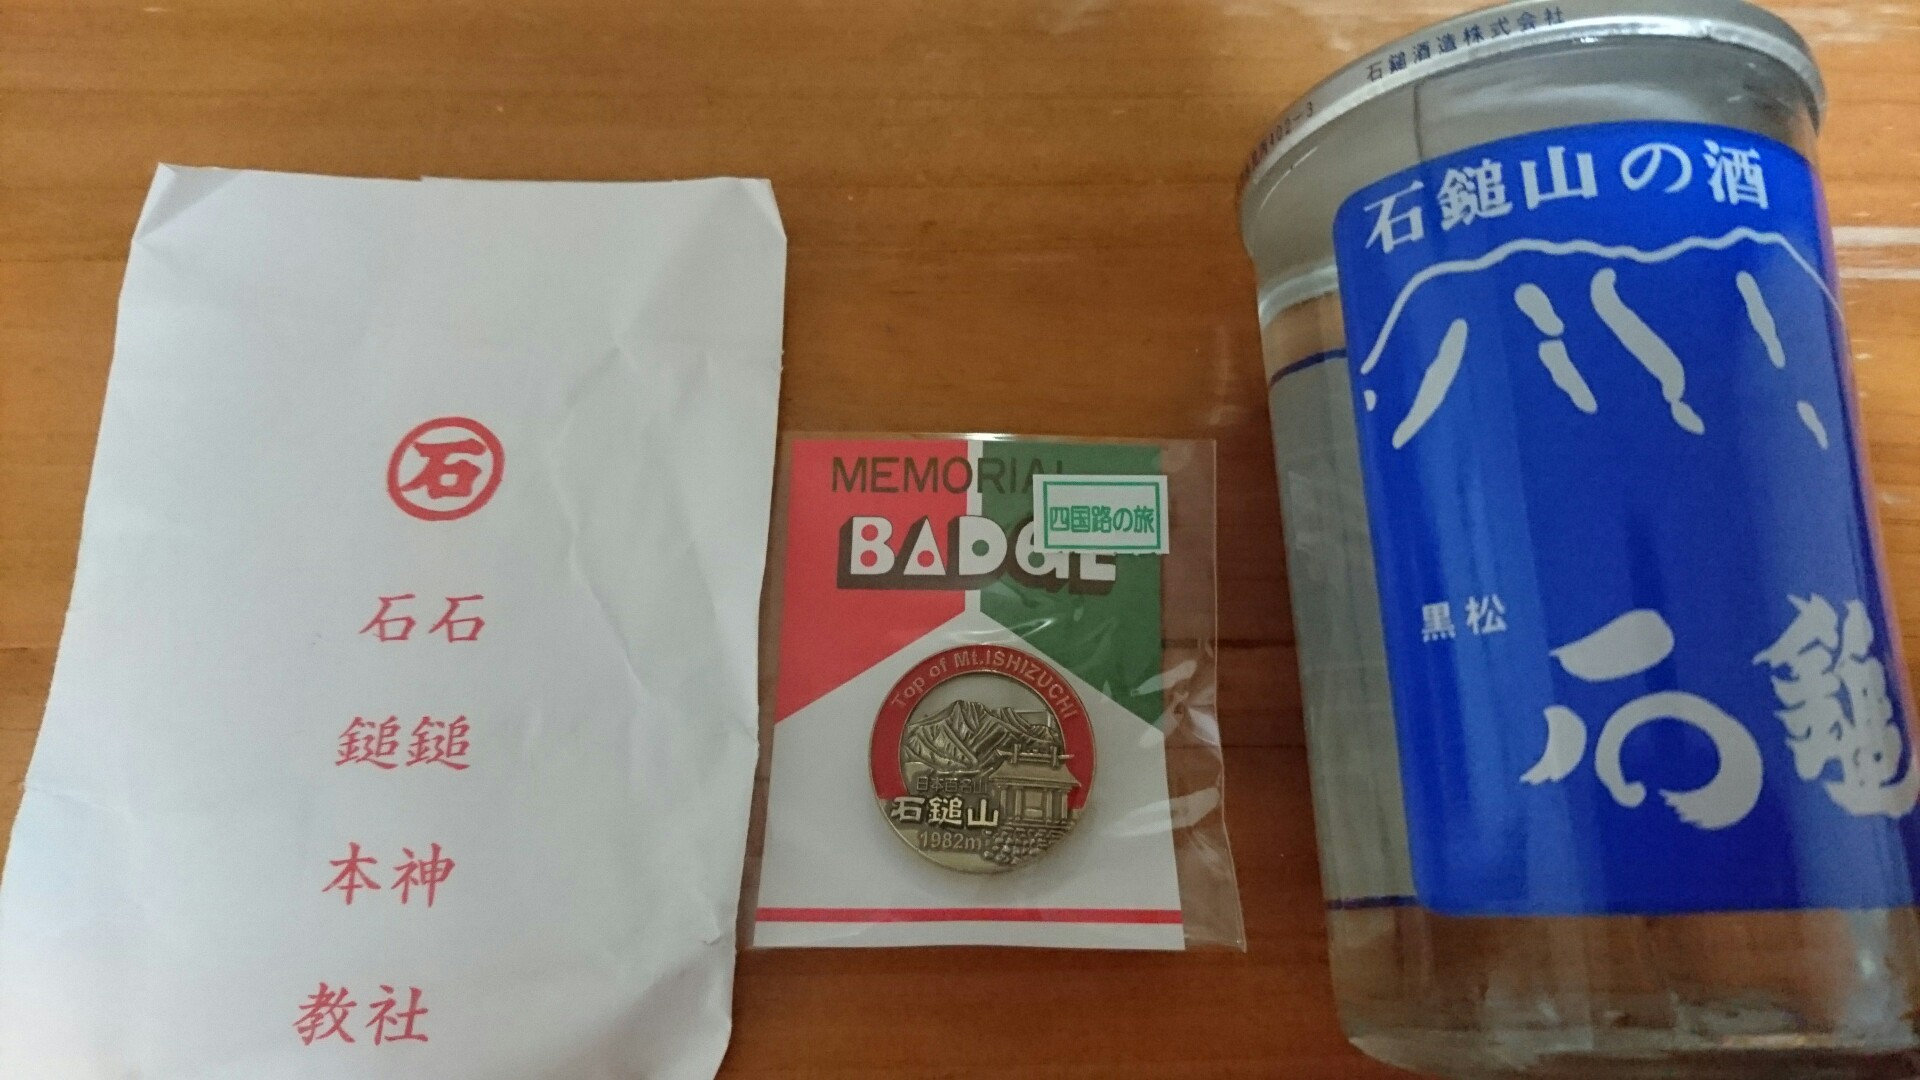 石
石鎚神社
石鎚本教
MEMORIAL
BADGE
四国路の旅
Top of Mt.ISHIZUCHI
日本百名山
石鎚山
1982m
石鎚酒造株式会社
402-3
石鎚山の酒
黒松
石鎚